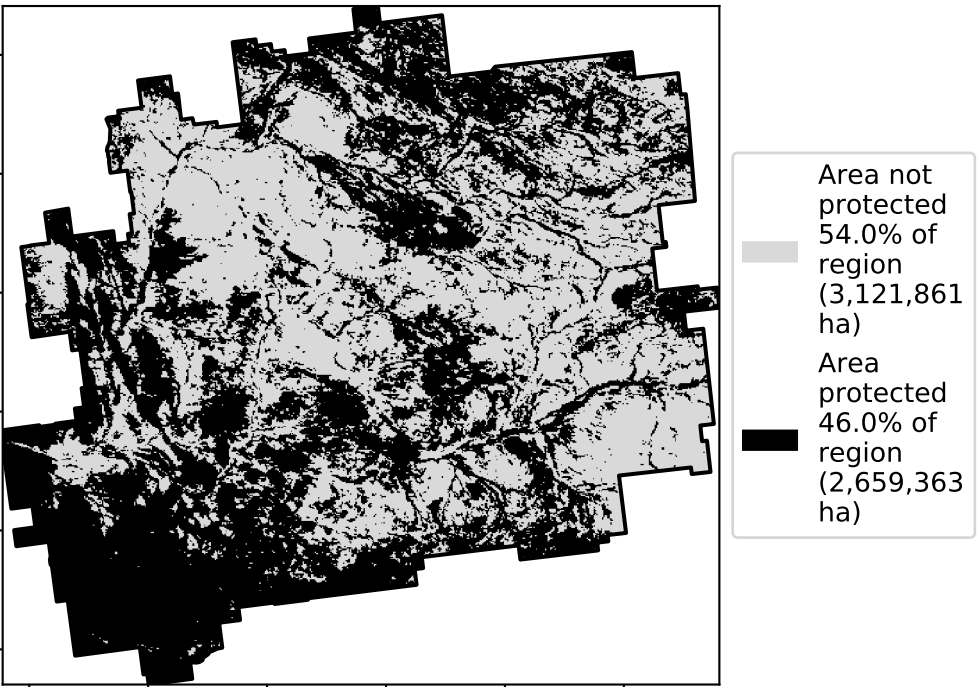 Area not
protected
54.0% of
region
(3,121,861
ha)
Area
protected
46.0% of
region
(2,659,363
ha)